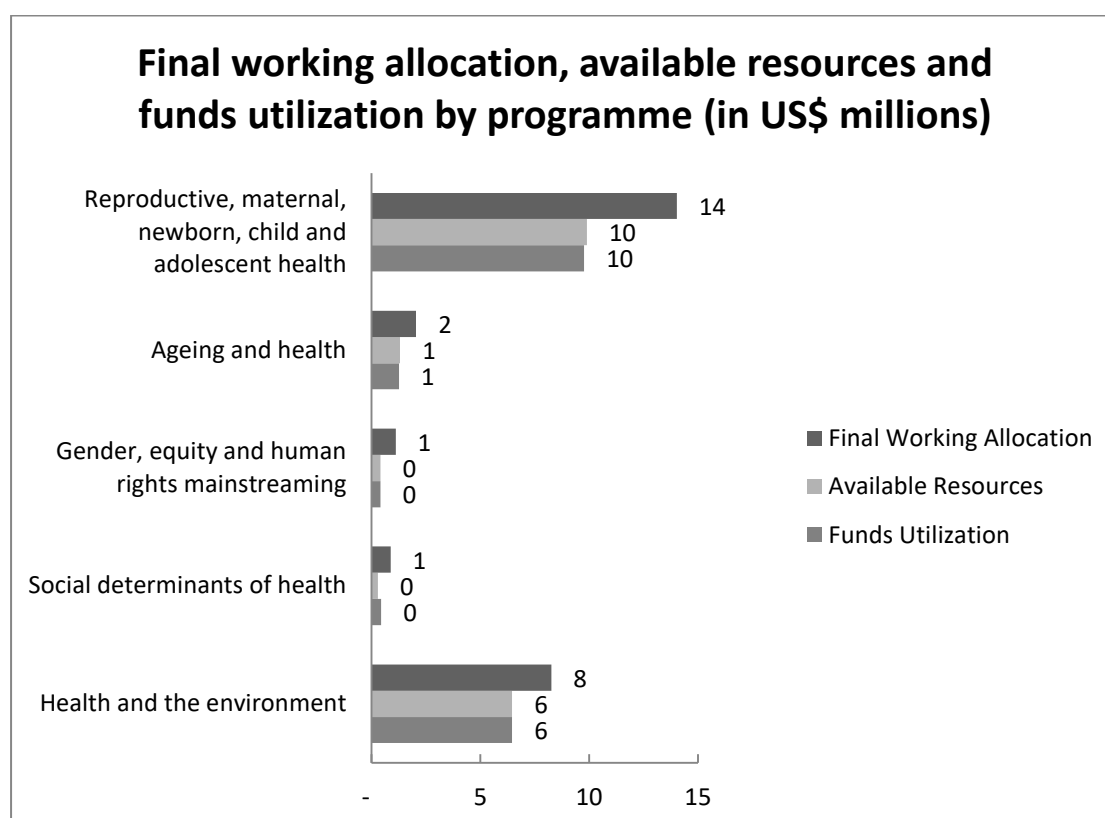 Final working allocation, available resources and
funds utilization by programme (in US$ millions)
Reproductive, maternal,
newborn, child and
adolescent health
14
10
10
Ageing and health
2
1
1
Gender, equity and human
rights mainstreaming
1
0
0
Social determinants of health
1
0
0
Health and the environment
8
6
6
- 5 10 15
Final Working Allocation
Available Resources
Funds Utilization